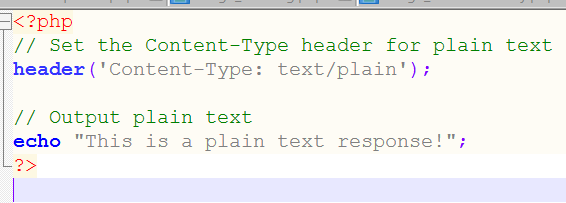 <?php
// Set the Content-Type header for plain text
header('Content-Type: text/plain');
// Output plain text
echo "This is a plain text response!";
?>